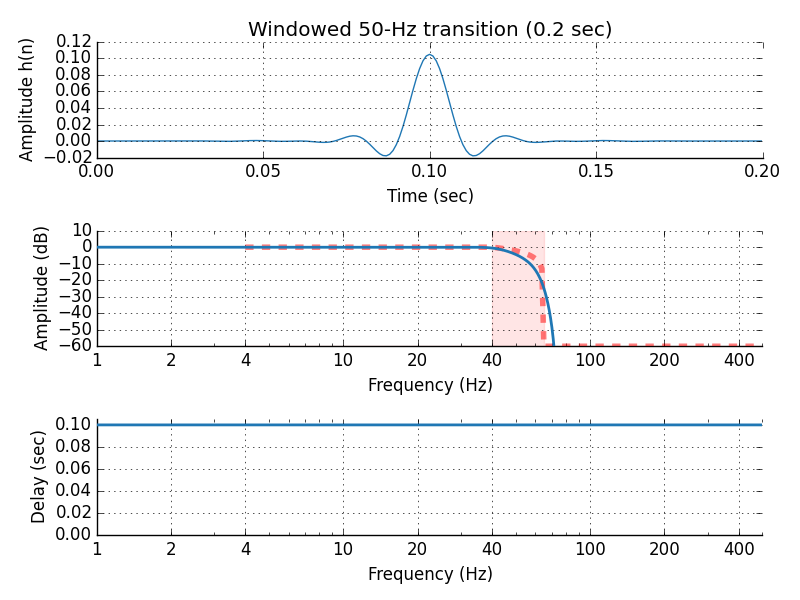 Windowed 50-Hz transition (0.2 sec)
0.12
0.10
0.08
0.06
0.04
0.02
0.00
−0.02
Amplitude h(n)
0.00 0.05 0.10 0.15 0.20
Time (sec)
10
0
−10
−20
−30
−40
−50
−60
Amplitude (dB)
1 2 4 10 20 40 100 200 400
Frequency (Hz)
0.10
0.08
0.06
0.04
0.02
0.00
Delay (sec)
1 2 4 10 20 40 100 200 400
Frequency (Hz)